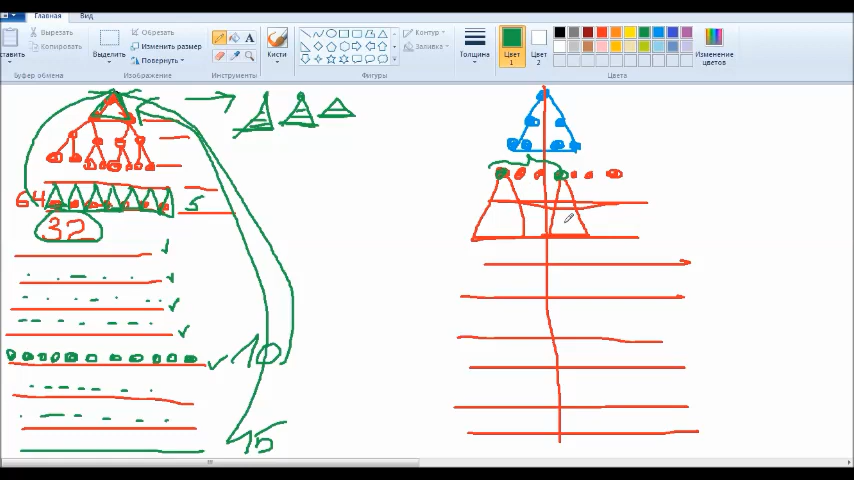 Главная Вид
ставить
Вырезать
Копировать
Буфер обмена
Выделить
Обрезать
Изменить размер
Повернуть
Изображение
A
Инструменты
Кисти
Контур
Заливка
Фигуры
Толщина
Цвет 1
Цвет 2
Изменение цветов
Цвета
64
5
32
10
15